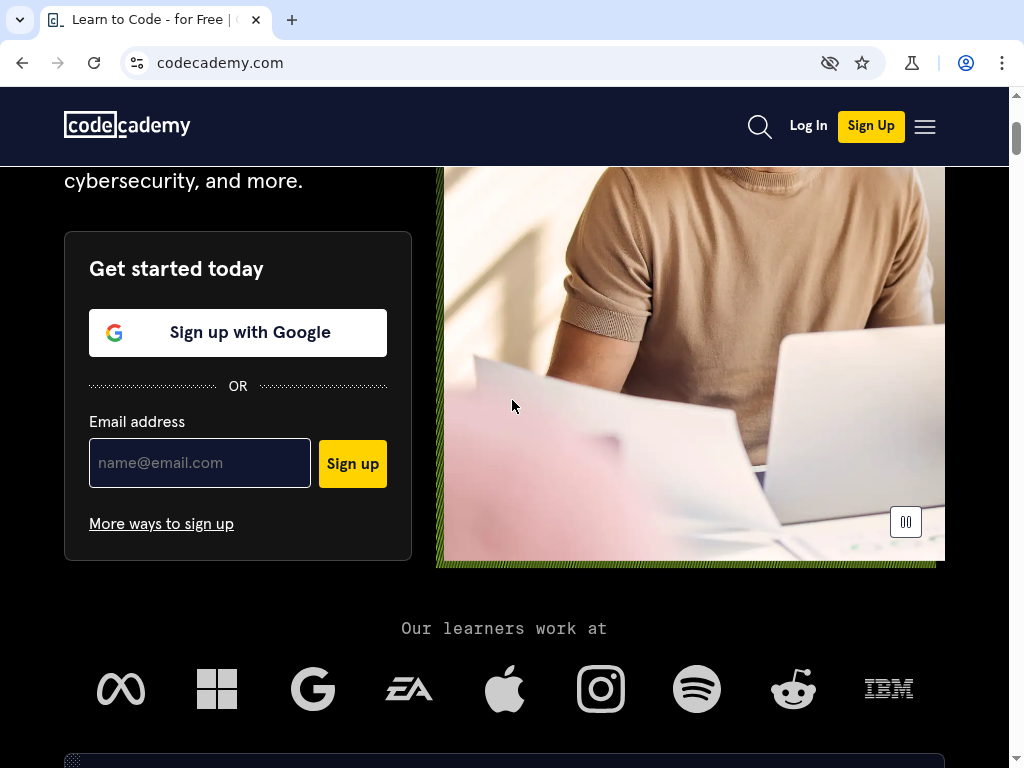 Learn to Code - for Free |
codecademy.com
codecademy
Log In
Sign Up
cybersecurity, and more.
Get started today
Sign up with Google
OR
Email address
name@email.com
Sign up
More ways to sign up
Our learners work at
EA
IBM